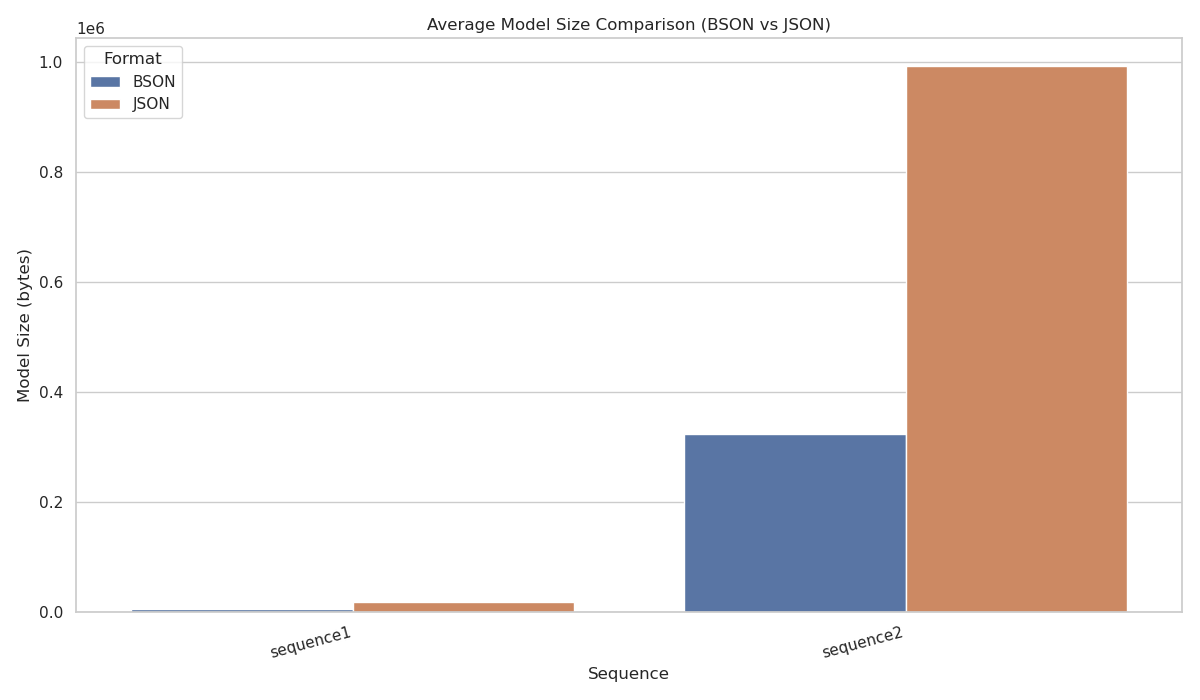 Average Model Size Comparison (BSON vs JSON)
1e6
Format
BSON
JSON
1.0
0.8
0.6
0.4
0.2
0.0
Model Size (bytes)
sequence1
sequence2
Sequence